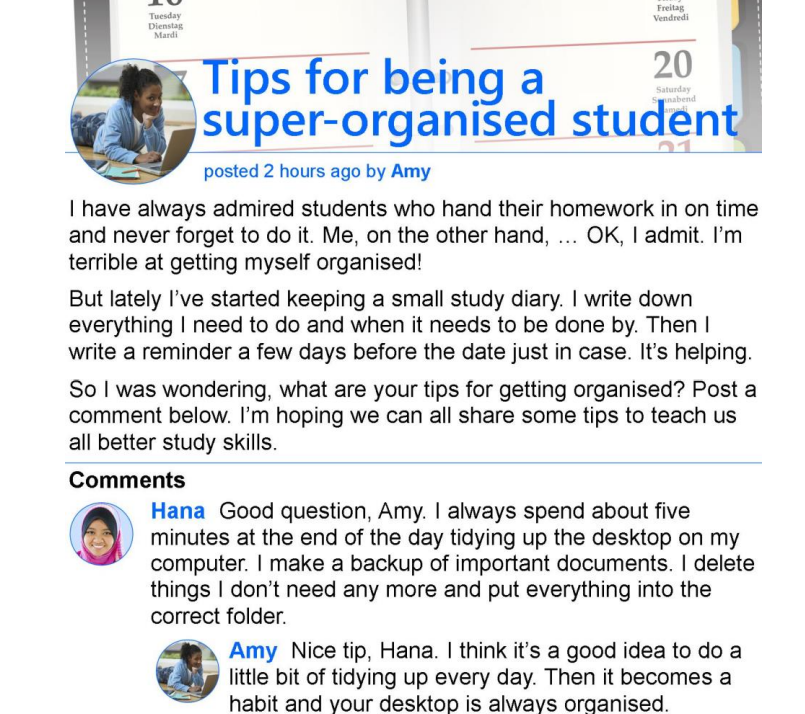 Tuesday
Dienstag
Mardi
Freitag
Vendredi
20
Saturday
Tips for being a
super-organised student
21
posted 2 hours ago by Amy
I have always admired students who hand their homework in on time
and never forget to do it. Me, on the other hand, … OK, I admit. I’m
terrible at getting myself organised!
But lately I’ve started keeping a small study diary. I write down
everything I need to do and when it needs to be done by. Then I
write a reminder a few days before the date just in case. It’s helping.
So I was wondering, what are your tips for getting organised? Post a
comment below. I’m hoping we can all share some tips to teach us
all better study skills.
Comments
Hana Good question, Amy. I always spend about five
minutes at the end of the day tidying up the desktop on my
computer. I make a backup of important documents. I delete
things I don’t need any more and put everything into the
correct folder.
Amy Nice tip, Hana. I think it’s a good idea to do a
little bit of tidying up every day. Then it becomes a
habit and your desktop is always organised.